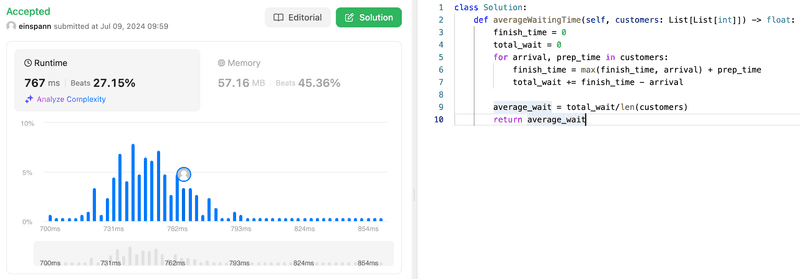 Accepted
einspann submitted at Jul 09, 2024 09:59
Editorial
Solution
Runtime
767 ms | Beats 27.15%
Analyze Complexity
Memory
57.16 MB | Beats 45.36%
10%
5%
0%
700ms 731ms 762ms 793ms 824ms 854ms
700ms 731ms 762ms 793ms 824ms 854ms
1 class Solution:
2 def averageWaitingTime(self, customers: List[List[int]]) -> float:
3 finish_time = 0
4 total_wait = 0
5 for arrival, prep_time in customers:
6 finish_time = max(finish_time, arrival) + prep_time
7 total_wait += finish_time - arrival
8
9 average_wait = total_wait/len(customers)
10 return average_wait